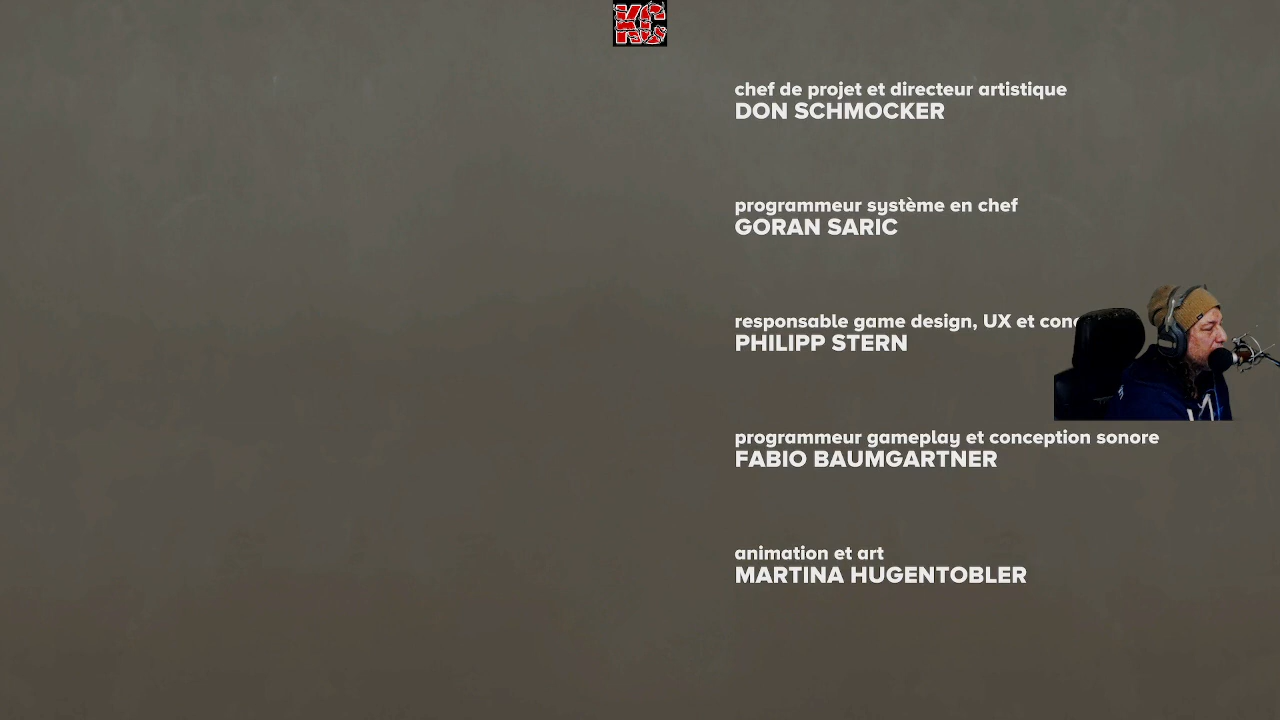 KC
chef de projet et directeur artistique
DON SCHMOCKER
programmeur système en chef
GORAN SARIC
responsable game design, UX et
PHILIPP STERN
programmeur gameplay et conception sonore
FABIO BAUMGARTNER
animation et art
MARTINA HUGENTOBLER